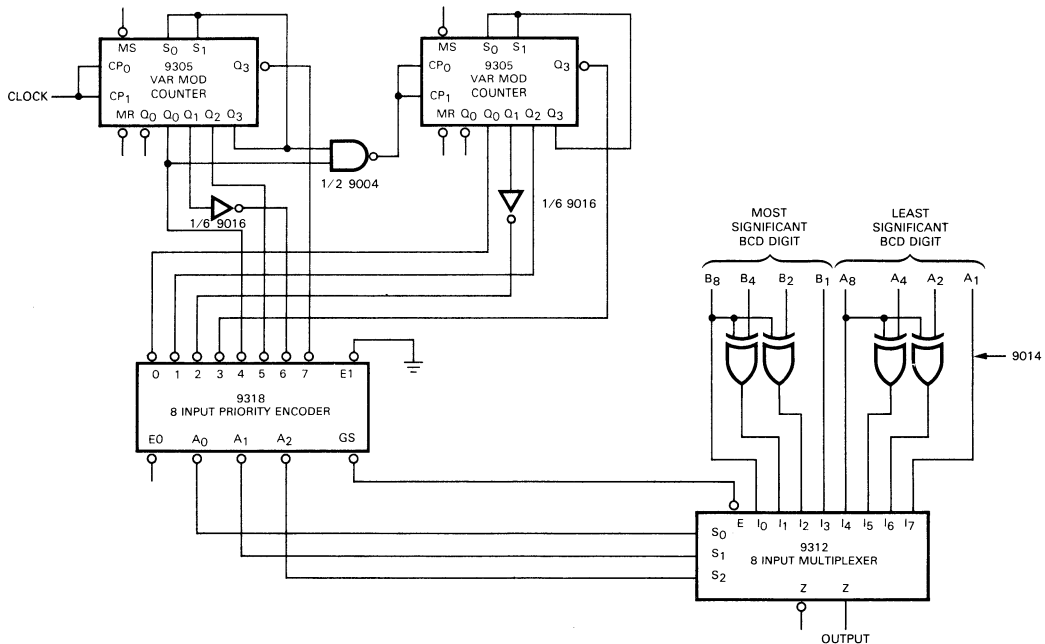 MS S0 S1
CP0 9305 Q3
VAR MOD
COUNTER
CLOCK
CP1
MR Q0 Q0 Q1 Q2 Q3
MS S0 S1
CP0 9305 Q3
VAR MOD
COUNTER
CP1
MR Q0 Q0 Q1 Q2 Q3
1/2 9004
1/6 9016
1/6 9016
MOST
SIGNIFICANT
BCD DIGIT
LEAST
SIGNIFICANT
BCD DIGIT
B8 B4 B2 B1 A8 A4 A2 A1
9014
0 1 2 3 4 5 6 7 E1
9318
8 INPUT PRIORITY ENCODER
E0 A0 A1 A2 GS
E I0 I1 I2 I3 I4 I5 I6 I7
S0
S1
S2
9312
8 INPUT MULTIPLEXER
Z Z
OUTPUT